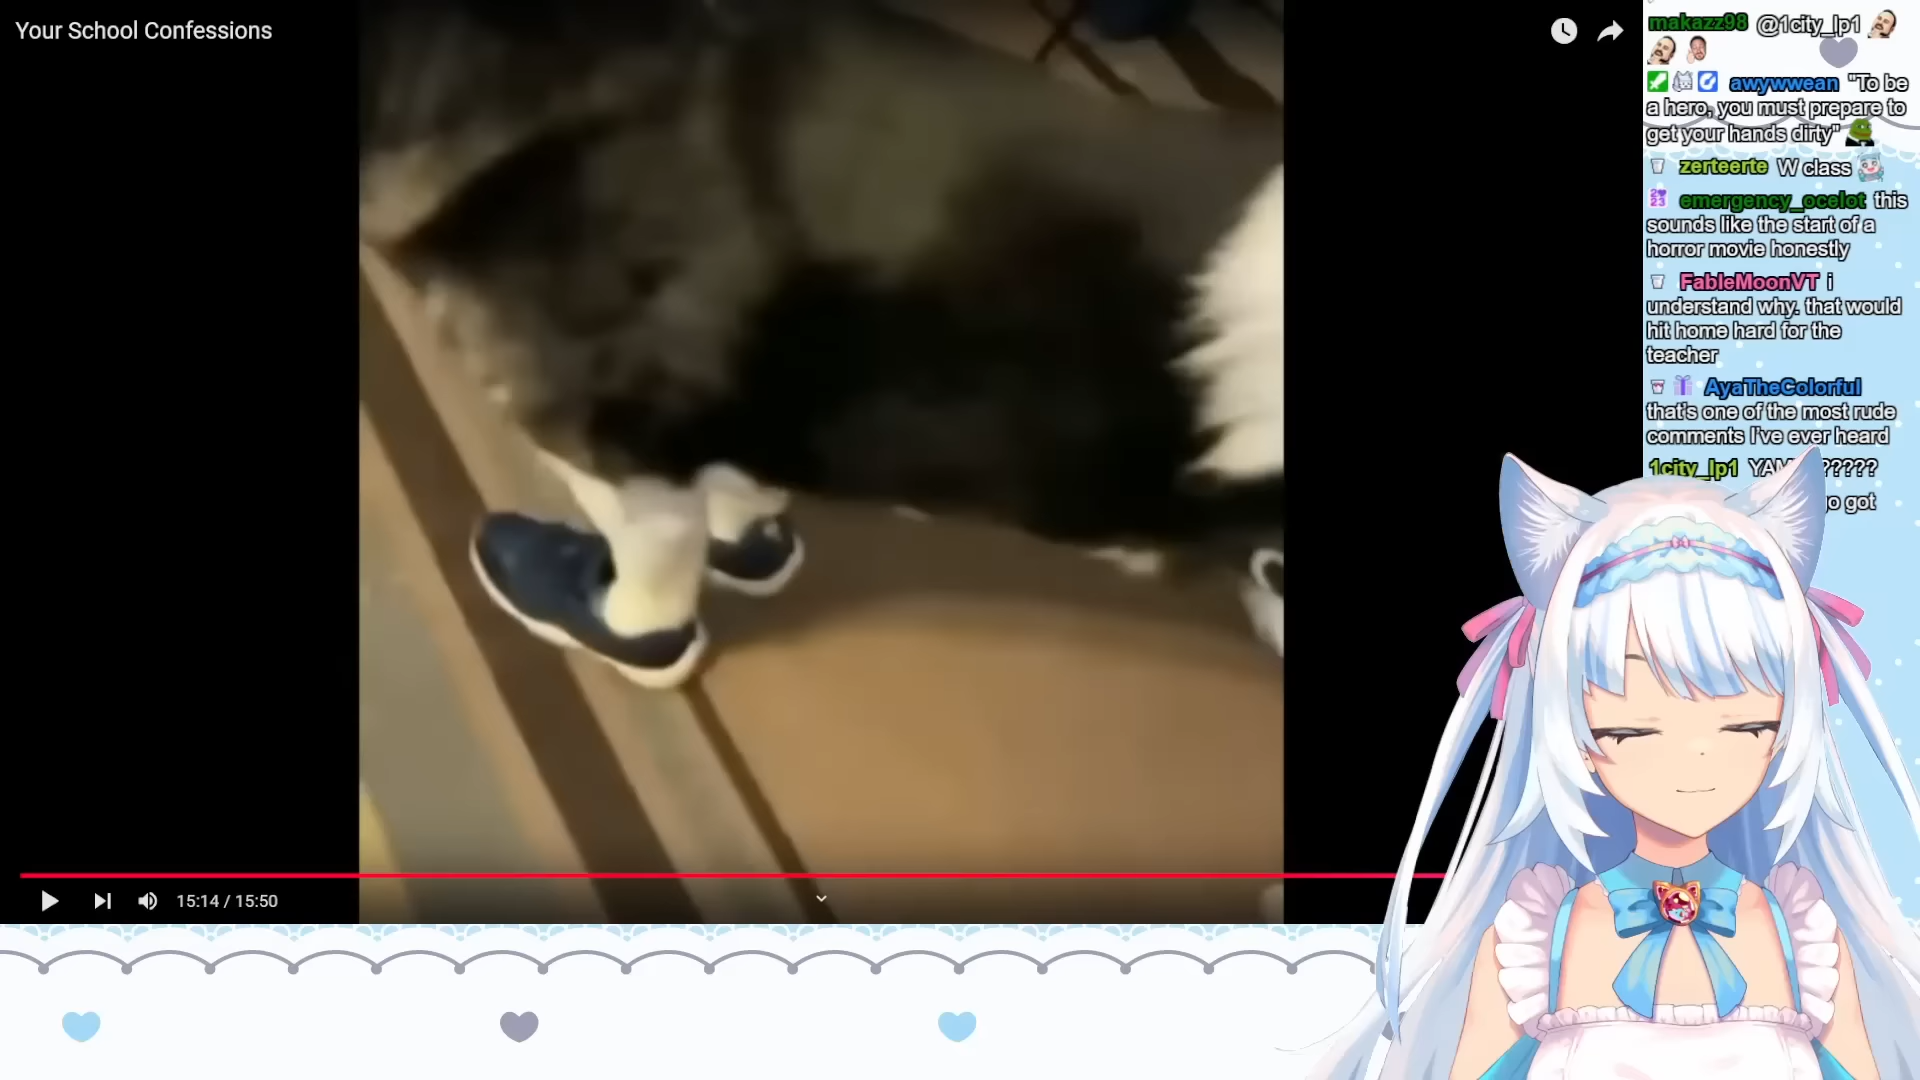 Your School Confessions
15:14 / 15:50
makazz98 @1city_lp1
awywwean "To be
a hero, you must prepare to
get your hands dirty"
zerteerte W class
emergency_ocelot this
sounds like the start of a
horror movie honestly
FableMoonVT i
understand why. that would
hit home hard for the
teacher
AyaTheColorful
that's one of the most rude
comments I've ever heard
1city_lp1
got